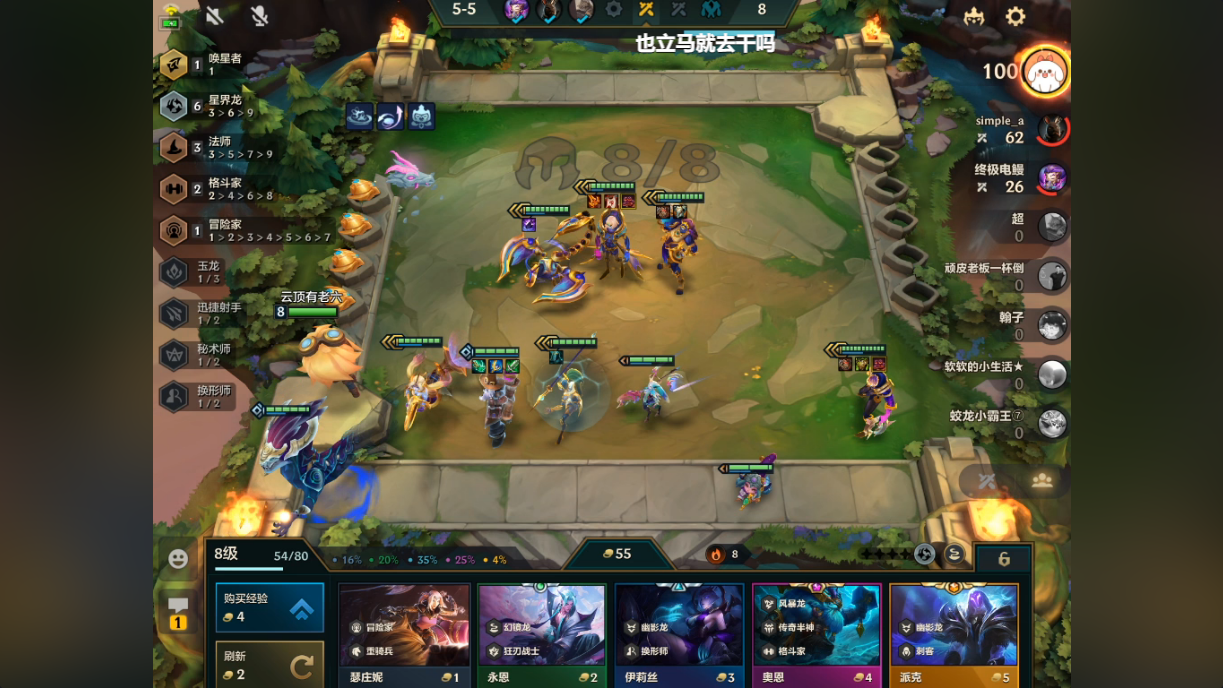 5-5
8
也立马就去干吗
100
1 唤星者
1
6 星界龙
3 > 6 > 9
3 法师
3 > 5 > 7 > 9
2 格斗家
2 > 4 > 6 > 8
1 冒险家
1 > 2 > 3 > 4 > 5 > 6 > 7
玉龙
1 / 3
迅捷射手
1 / 2
秘术师
1 / 2
换形师
1 / 2
8/8
云顶有老六
8
simple_a
62
终极电鳗
26
超
0
顽皮老板一杯倒
0
翰子
0
软软的小生活★
0
蛟龙小霸王⑦
0
8级
54/80
16% 20% 35% 25% 4%
55
8
6
购买经验
4
刷新
2
1
冒险家
重骑兵
瑟庄妮 1
幻镜龙
狂刃战士
永恩 2
幽影龙
换形师
伊莉丝 3
风暴龙
传奇半神
格斗家
奥恩 4
幽影龙
刺客
派克 5